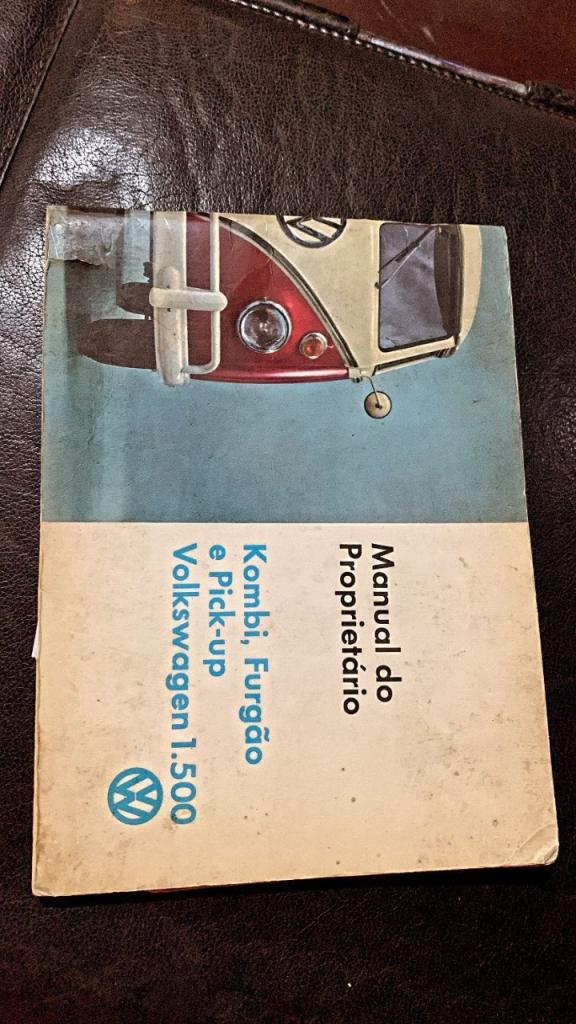 Manual do
Proprietário
Kombi, Furgão
e Pick-up
Volkswagen 1.500